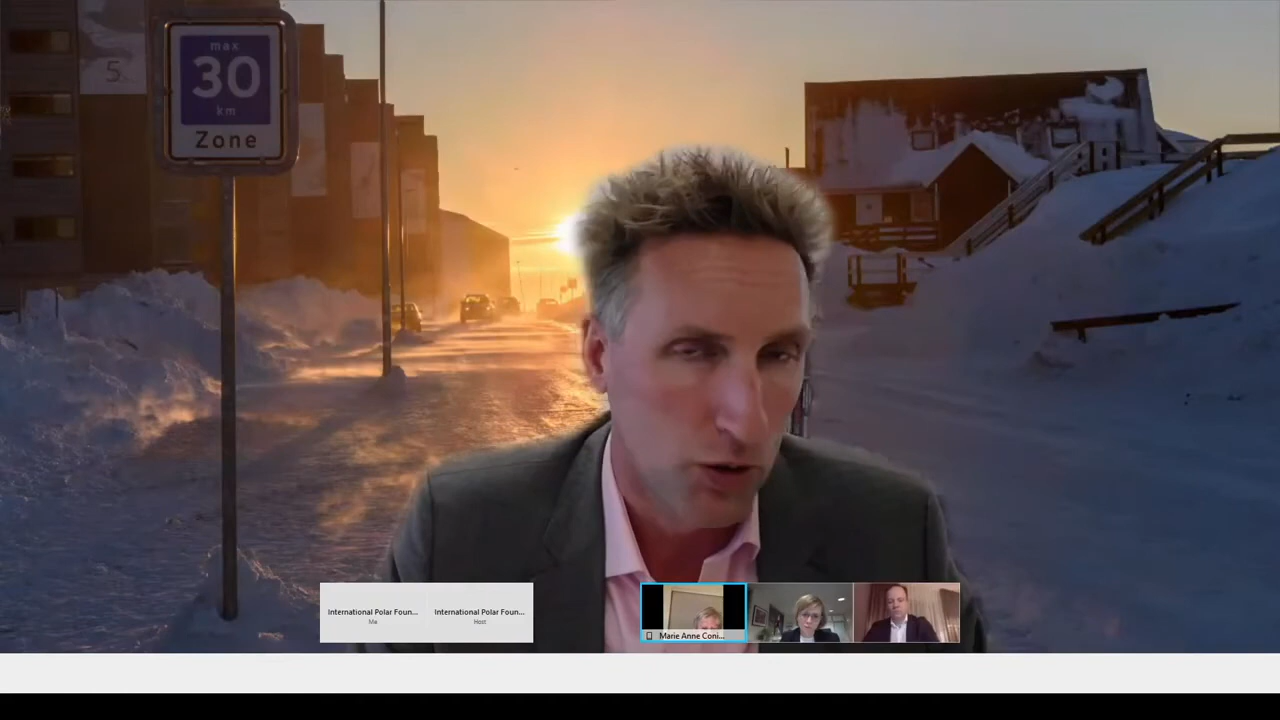 5
max
30
km
Zone
International Polar Foun...
Me
International Polar Foun...
Host
Marie Anne Coni...